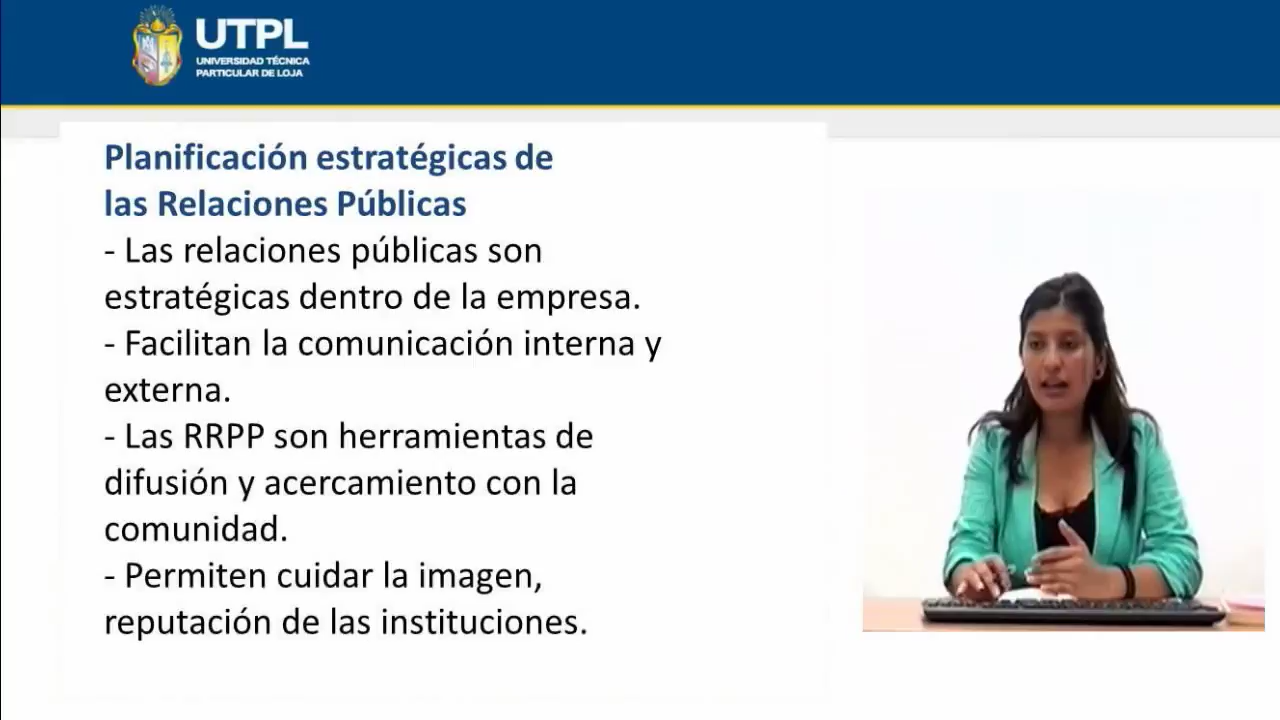 UTPL
UNIVERSIDAD TÉCNICA
PARTICULAR DE LOJA
Planificación estratégicas de
las Relaciones Públicas
- Las relaciones públicas son
estratégicas dentro de la empresa.
- Facilitan la comunicación interna y
externa.
- Las RRPP son herramientas de
difusión y acercamiento con la
comunidad.
- Permiten cuidar la imagen,
reputación de las instituciones.